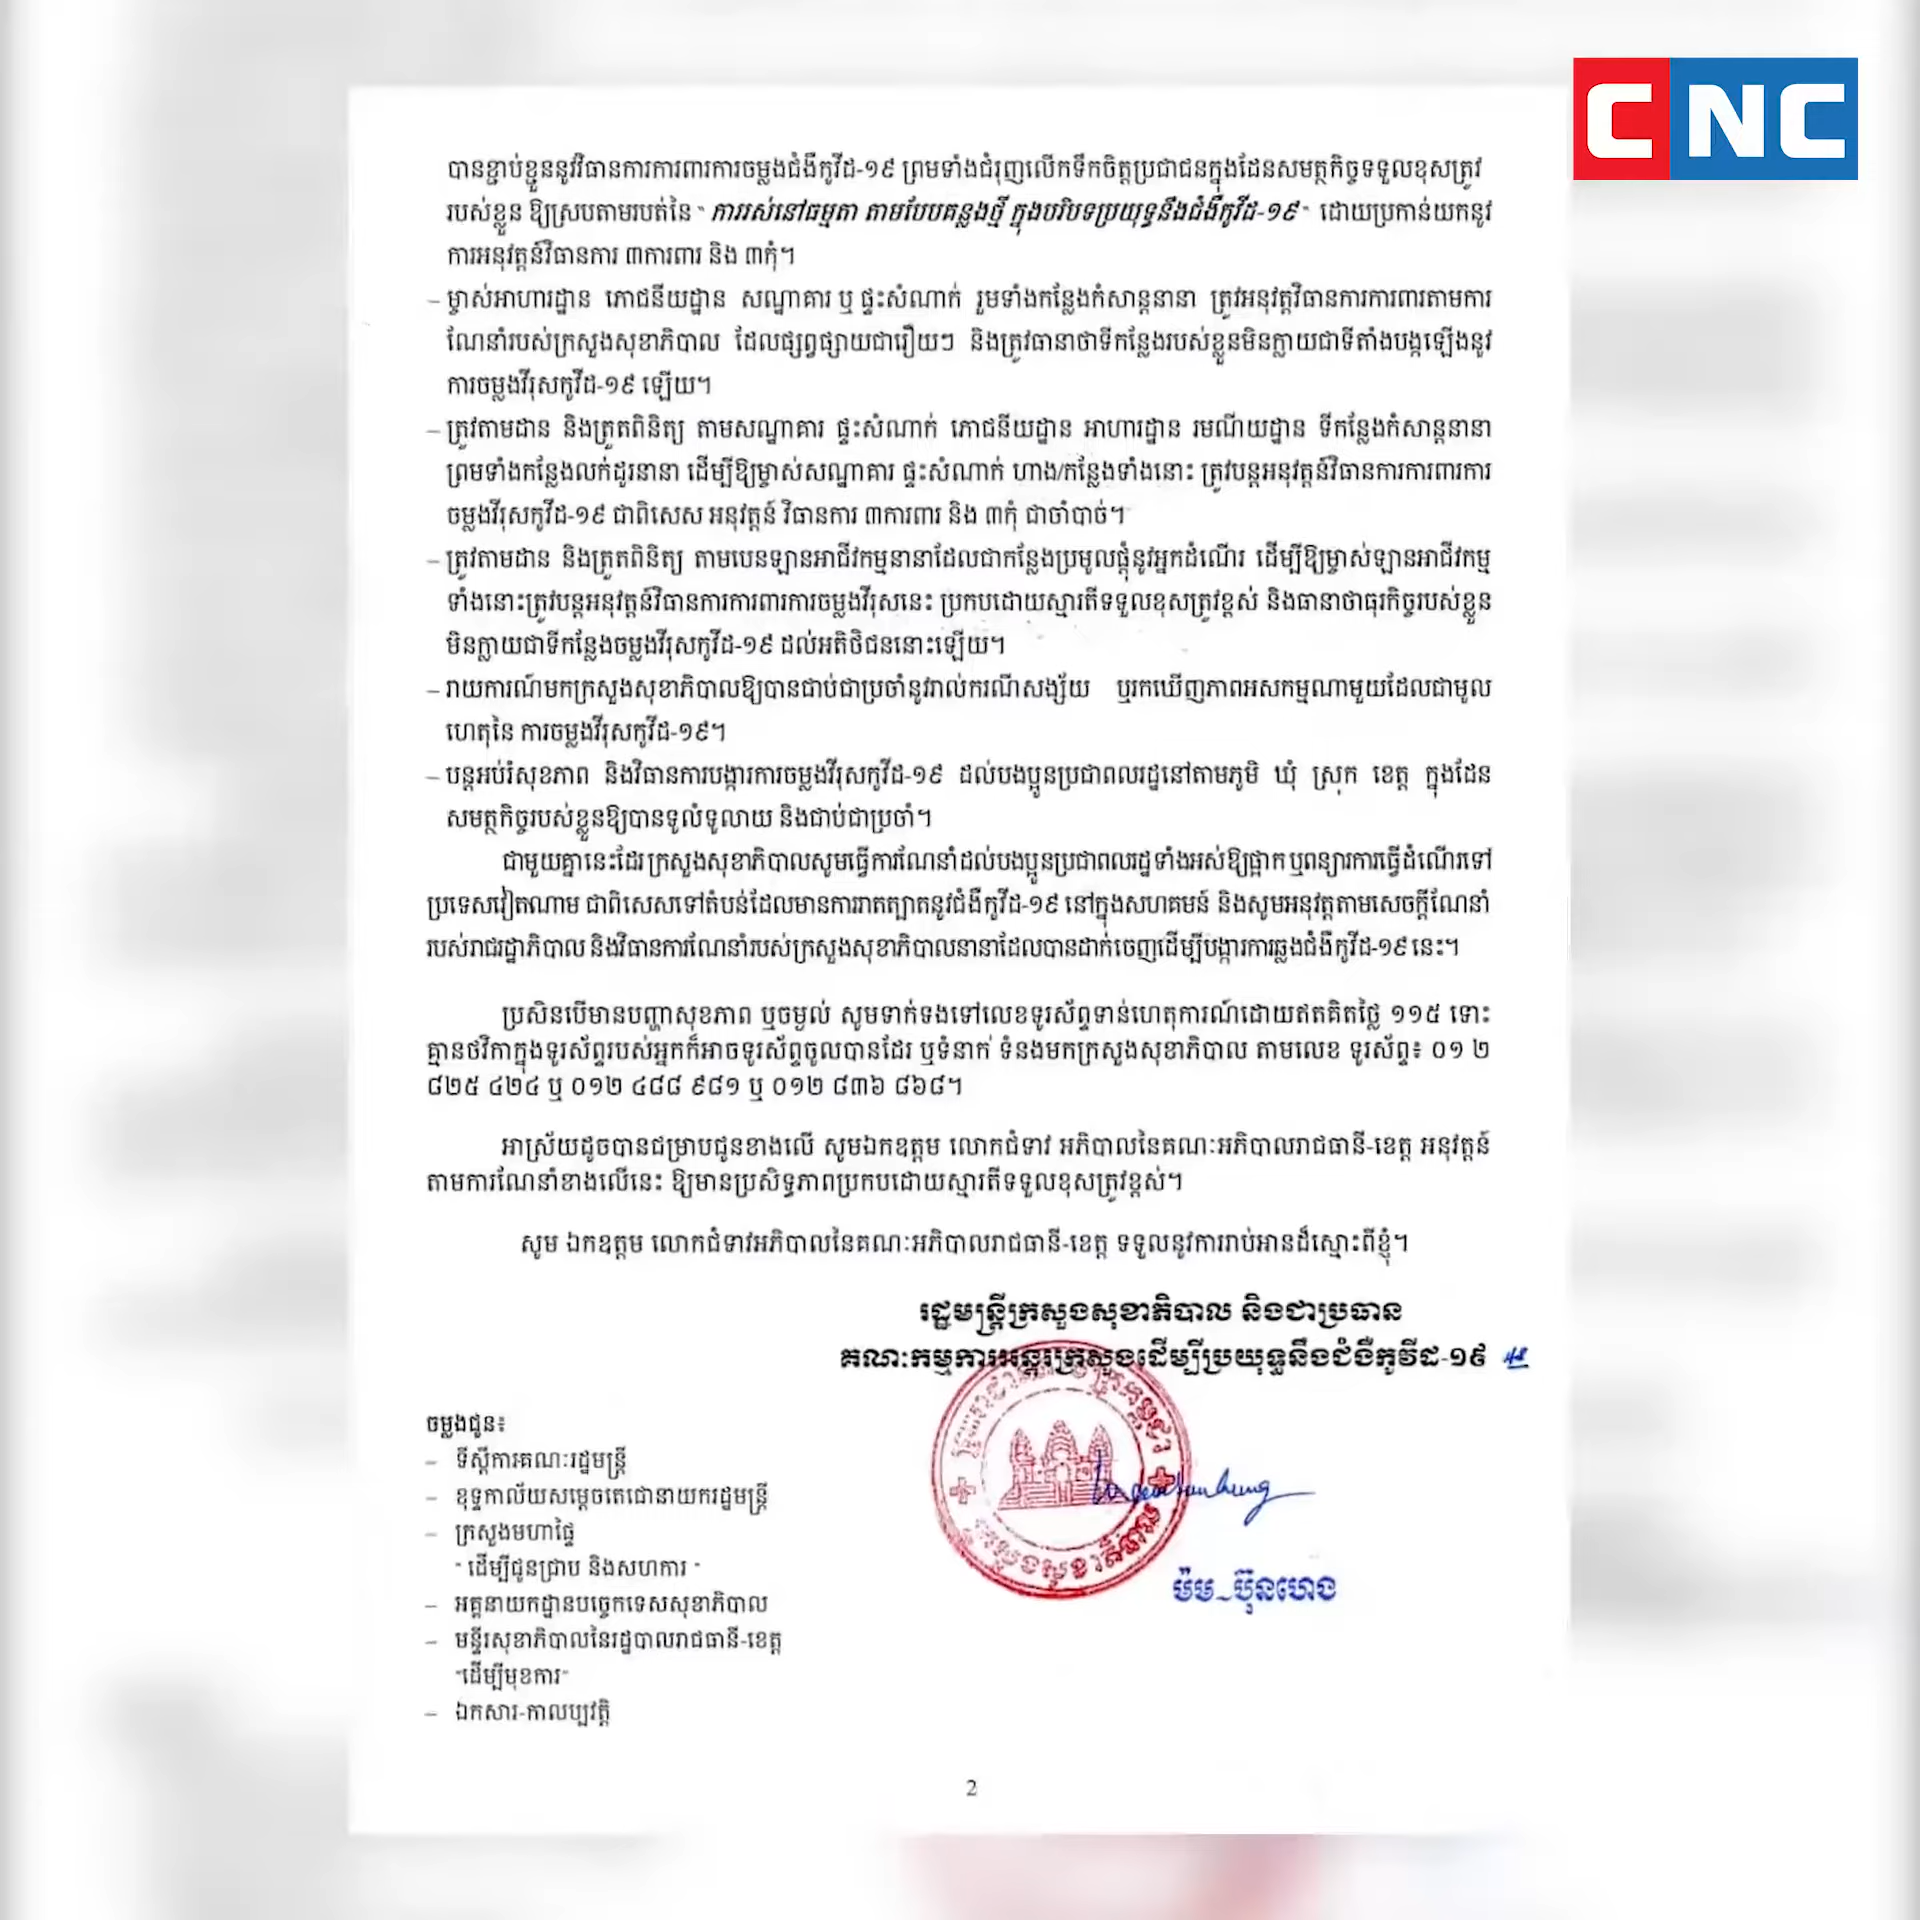 CNC
បានខ្ជាប់ខ្ជួននូវវិធានការការពារការចម្លងជំងឺកូវីដ-១៩ ព្រមទាំងជំរុញលើកទឹកចិត្តប្រជាជនក្នុងដែនសមត្ថកិច្ចទទួលខុសត្រូវ
របស់ខ្លួន ឱ្យស្របតាមរបត់នៃ " ការរស់នៅធម្មតា តាមបែបគន្លងថ្មី ក្នុងបរិបទប្រយុទ្ធនឹងជំងឺកូវីដ-១៩" ដោយប្រកាន់យកនូវ
ការអនុវត្តន៍វិធានការ ៣ការពារ និង ៣កុំ។
– ម្ចាស់អាហារដ្ឋាន ភោជនីយដ្ឋាន សណ្ឋាគារ ឬ ផ្ទះសំណាក់ រួមទាំងកន្លែងកំសាន្តនានា ត្រូវអនុវត្តវិធានការការពារតាមការ
ណែនាំរបស់ក្រសួងសុខាភិបាល ដែលផ្សព្វផ្សាយជារឿយៗ និងត្រូវធានាថាទីកន្លែងរបស់ខ្លួនមិនក្លាយជាទីតាំងបង្កឡើងនូវ
ការចម្លងវីរុសកូវីដ-១៩ ឡើយ។
– ត្រូវតាមដាន និងត្រួតពិនិត្យ តាមសណ្ឋាគារ ផ្ទះសំណាក់ ភោជនីយដ្ឋាន អាហារដ្ឋាន រមណីយដ្ឋាន ទីកន្លែងកំសាន្តនានា
ព្រមទាំងកន្លែងលក់ដូរនានា ដើម្បីឱ្យម្ចាស់សណ្ឋាគារ ផ្ទះសំណាក់ ហាង/កន្លែងទាំងនោះ ត្រូវបន្តអនុវត្តន៍វិធានការការពារការ
ចម្លងវីរុសកូវីដ-១៩ ជាពិសេស អនុវត្តន៍ វិធានការ ៣ការពារ និង ៣កុំ ជាចាំបាច់។
– ត្រូវតាមដាន និងត្រួតពិនិត្យ តាមបេនឡានអាជីវកម្មនានាដែលជាកន្លែងប្រមូលផ្តុំនូវអ្នកដំណើរ ដើម្បីឱ្យម្ចាស់ឡានអាជីវកម្ម
ទាំងនោះត្រូវបន្តអនុវត្តន៍វិធានការការពារការចម្លងវីរុសនេះ ប្រកបដោយស្មារតីទទួលខុសត្រូវខ្ពស់ និងធានាថាធុរកិច្ចរបស់ខ្លួន
មិនក្លាយជាទីកន្លែងចម្លងវីរុសកូវីដ-១៩ ដល់អតិថិជននោះឡើយ។
– រាយការណ៍មកក្រសួងសុខាភិបាលឱ្យបានជាប់ជាប្រចាំនូវរាល់ករណីសង្ស័យ ឬរកឃើញភាពអសកម្មណាមួយដែលជាមូល
ហេតុនៃ ការចម្លងវីរុសកូវីដ-១៩។
– បន្តអប់រំសុខភាព និងវិធានការបង្ការការចម្លងវីរុសកូវីដ-១៩ ដល់បងប្អូនប្រជាពលរដ្ឋនៅតាមភូមិ ឃុំ ស្រុក ខេត្ត ក្នុងដែន
សមត្ថកិច្ចរបស់ខ្លួនឱ្យបានទូលំទូលាយ និងជាប់ជាប្រចាំ។
ជាមួយគ្នានេះដែរ ក្រសួងសុខាភិបាលសូមធ្វើការណែនាំដល់បងប្អូនប្រជាពលរដ្ឋទាំងអស់ឱ្យផ្អាក ឬពន្យារការធ្វើដំណើរទៅ
ប្រទេសវៀតណាម ជាពិសេសទៅតំបន់ដែលមានការរាតត្បាតនូវជំងឺកូវីដ-១៩ នៅក្នុងសហគមន៍ និងសូមអនុវត្តតាមសេចក្តីណែនាំ
របស់រាជរដ្ឋាភិបាល និងវិធានការណែនាំរបស់ក្រសួងសុខាភិបាលនានាដែលបានដាក់ចេញដើម្បីបង្ការការឆ្លងជំងឺកូវីដ-១៩ នេះ។
ប្រសិនបើមានបញ្ហាសុខភាព ឬចម្ងល់ សូមទាក់ទងទៅលេខទូរស័ព្ទទាន់ហេតុការណ៍ដោយឥតគិតថ្លៃ ១១៥ ទោះ
គ្មានថវិកាក្នុងទូរស័ព្ទរបស់អ្នកក៏អាចទូរស័ព្ទចូលបានដែរ ឬទំនាក់ ទំនងមកក្រសួងសុខាភិបាល តាមលេខ ទូរស័ព្ទ៖ ០១ ២
៨២៥ ៤២៤ ឬ ០១២ ៤៨៨ ៩៨១ ឬ ០១២ ៨៣៦ ៨៦៨។
អាស្រ័យដូចបានជម្រាបជូនខាងលើ សូមឯកឧត្តម លោកជំទាវ អភិបាលនៃគណៈអភិបាលរាជធានី-ខេត្ត អនុវត្តន៍
តាមការណែនាំខាងលើនេះ ឱ្យមានប្រសិទ្ធភាពប្រកបដោយស្មារតីទទួលខុសត្រូវខ្ពស់។
សូម ឯកឧត្តម លោកជំទាវអភិបាលនៃគណៈអភិបាលរាជធានី-ខេត្ត ទទួលនូវការរាប់អានដ៏ស្មោះពីខ្ញុំ។
រដ្ឋមន្ត្រីក្រសួងសុខាភិបាល និងជាប្រធាន
គណៈកម្មការអន្តរក្រសួងដើម្បីប្រយុទ្ធនឹងជំងឺកូវីដ-១៩
ក្រសួងសុខាភិបាល
ម៉ម ប៊ុនហេង
ចម្លងជូន៖
– ទីស្តីការគណៈរដ្ឋមន្ត្រី
– ខុទ្ទកាល័យសម្តេចតេជោនាយករដ្ឋមន្ត្រី
– ក្រសួងមហាផ្ទៃ
" ដើម្បីជូនជ្រាប និងសហការ "
– អគ្គនាយកដ្ឋានបច្ចេកទេសសុខាភិបាល
– មន្ទីរសុខាភិបាលនៃរដ្ឋបាលរាជធានី-ខេត្ត
"ដើម្បីមុខការ"
– ឯកសារ-កាលប្បវត្តិ
2